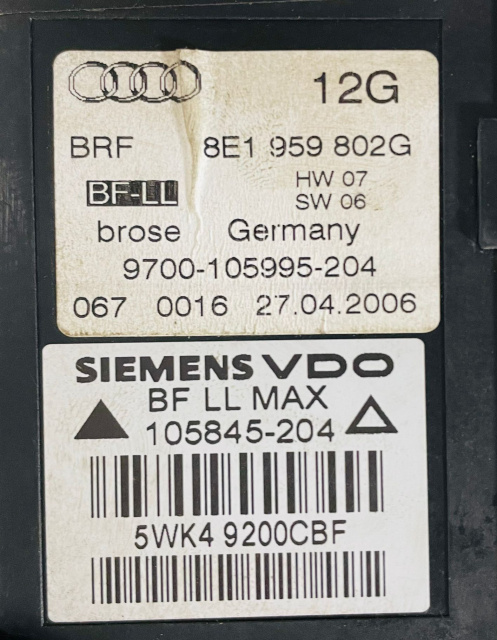 12G
BRF 8E1 959 802G
BF-LL HW 07
SW 06
brose Germany
9700-105995-204
067 0016 27.04.2006
SIEMENS VDO
BF LL MAX
105845-204
5WK4 9200CBF